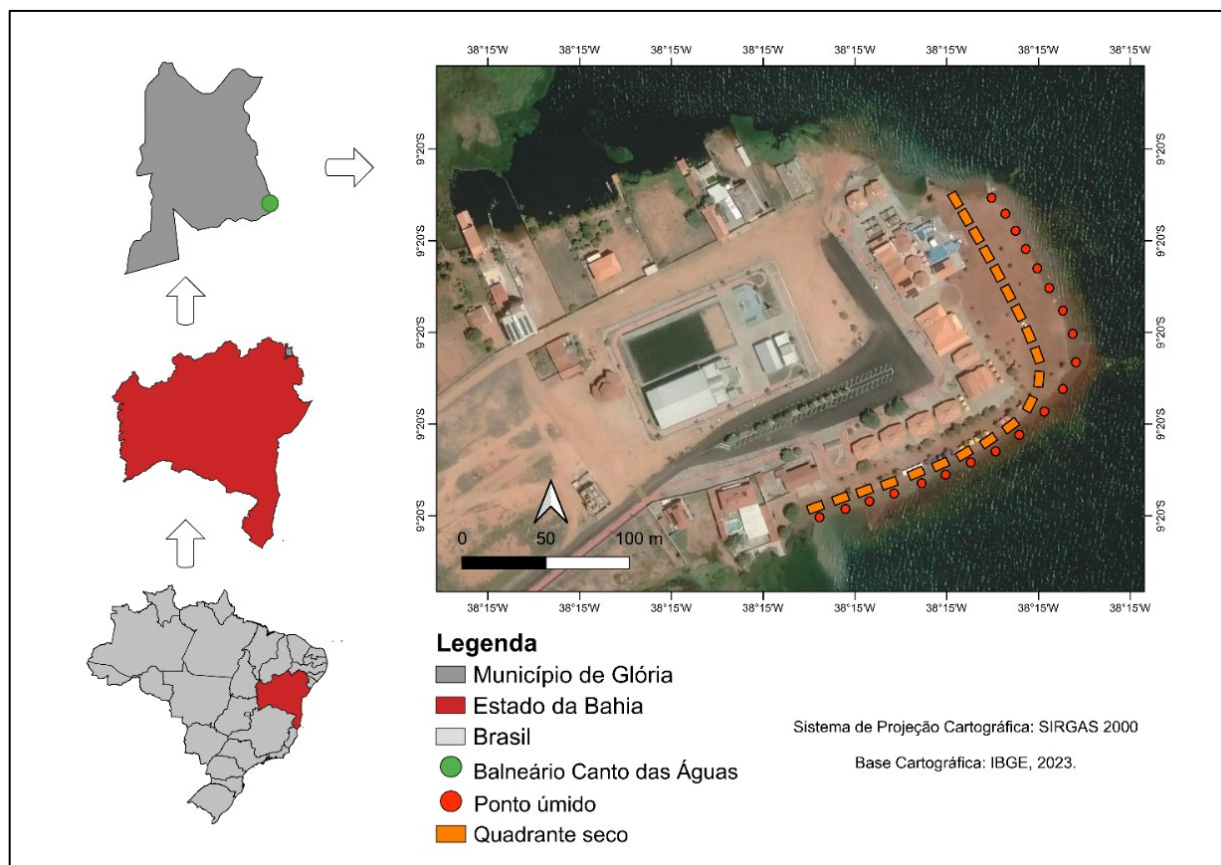 38°15'W 38°15'W 38°15'W 38°15'W 38°15'W 38°15'W 38°15'W 38°15'W
9°20'S 9°20'S
9°20'S 9°20'S
9°20'S 9°20'S
9°20'S 9°20'S
9°20'S 9°20'S
0 50 100 m
38°15'W 38°15'W 38°15'W 38°15'W 38°15'W 38°15'W 38°15'W 38°15'W
Legenda
Município de Glória
Estado da Bahia
Brasil
Balneário Canto das Águas
Ponto úmido
Quadrante seco
Sistema de Projeção Cartográfica: SIRGAS 2000
Base Cartográfica: IBGE, 2023.